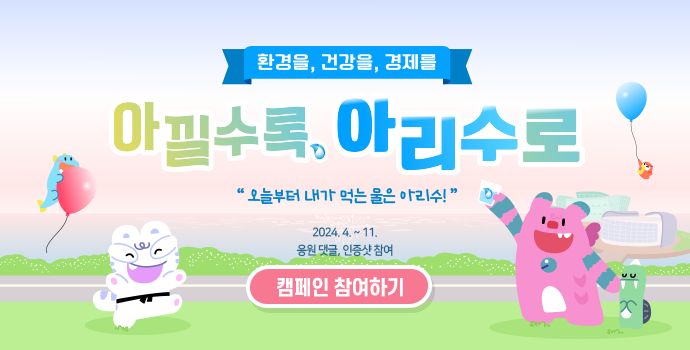 환경을, 건강을, 경제를
아낄수록, 아리수로
“ 오늘부터 내가 먹는 물은 아리수! ”
2024. 4. ~ 11.
응원 댓글, 인증샷 참여
캠페인 참여하기